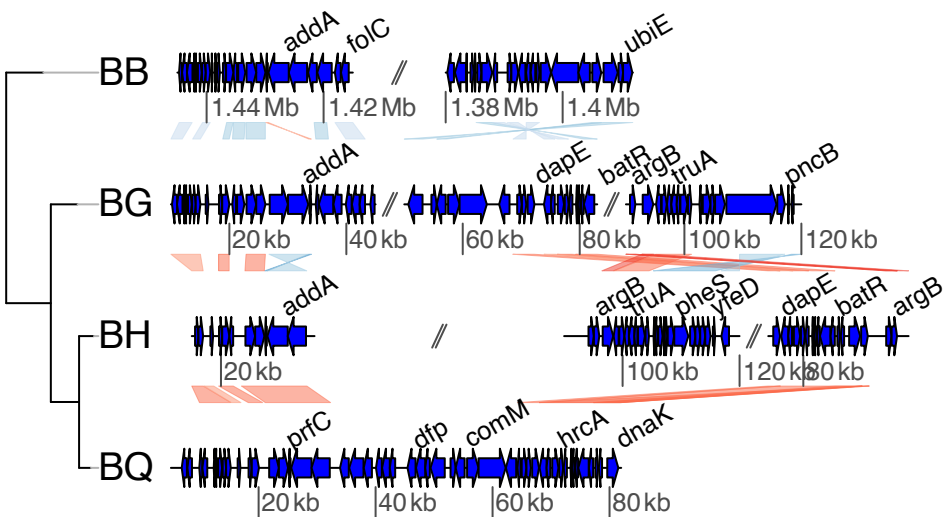 addA folC ubiE
BB
1.44 Mb 1.42 Mb 1.38 Mb 1.4 Mb
addA dapE batR argB truA pncB
BG
20 kb 40 kb 60 kb 80 kb 100 kb 120 kb
addA argB truA pheS yfeD dapE batR argB
BH
20 kb 100 kb 120 kb 80 kb
prfC dfp comM hrcA dnaK
BQ
20 kb 40 kb 60 kb 80 kb